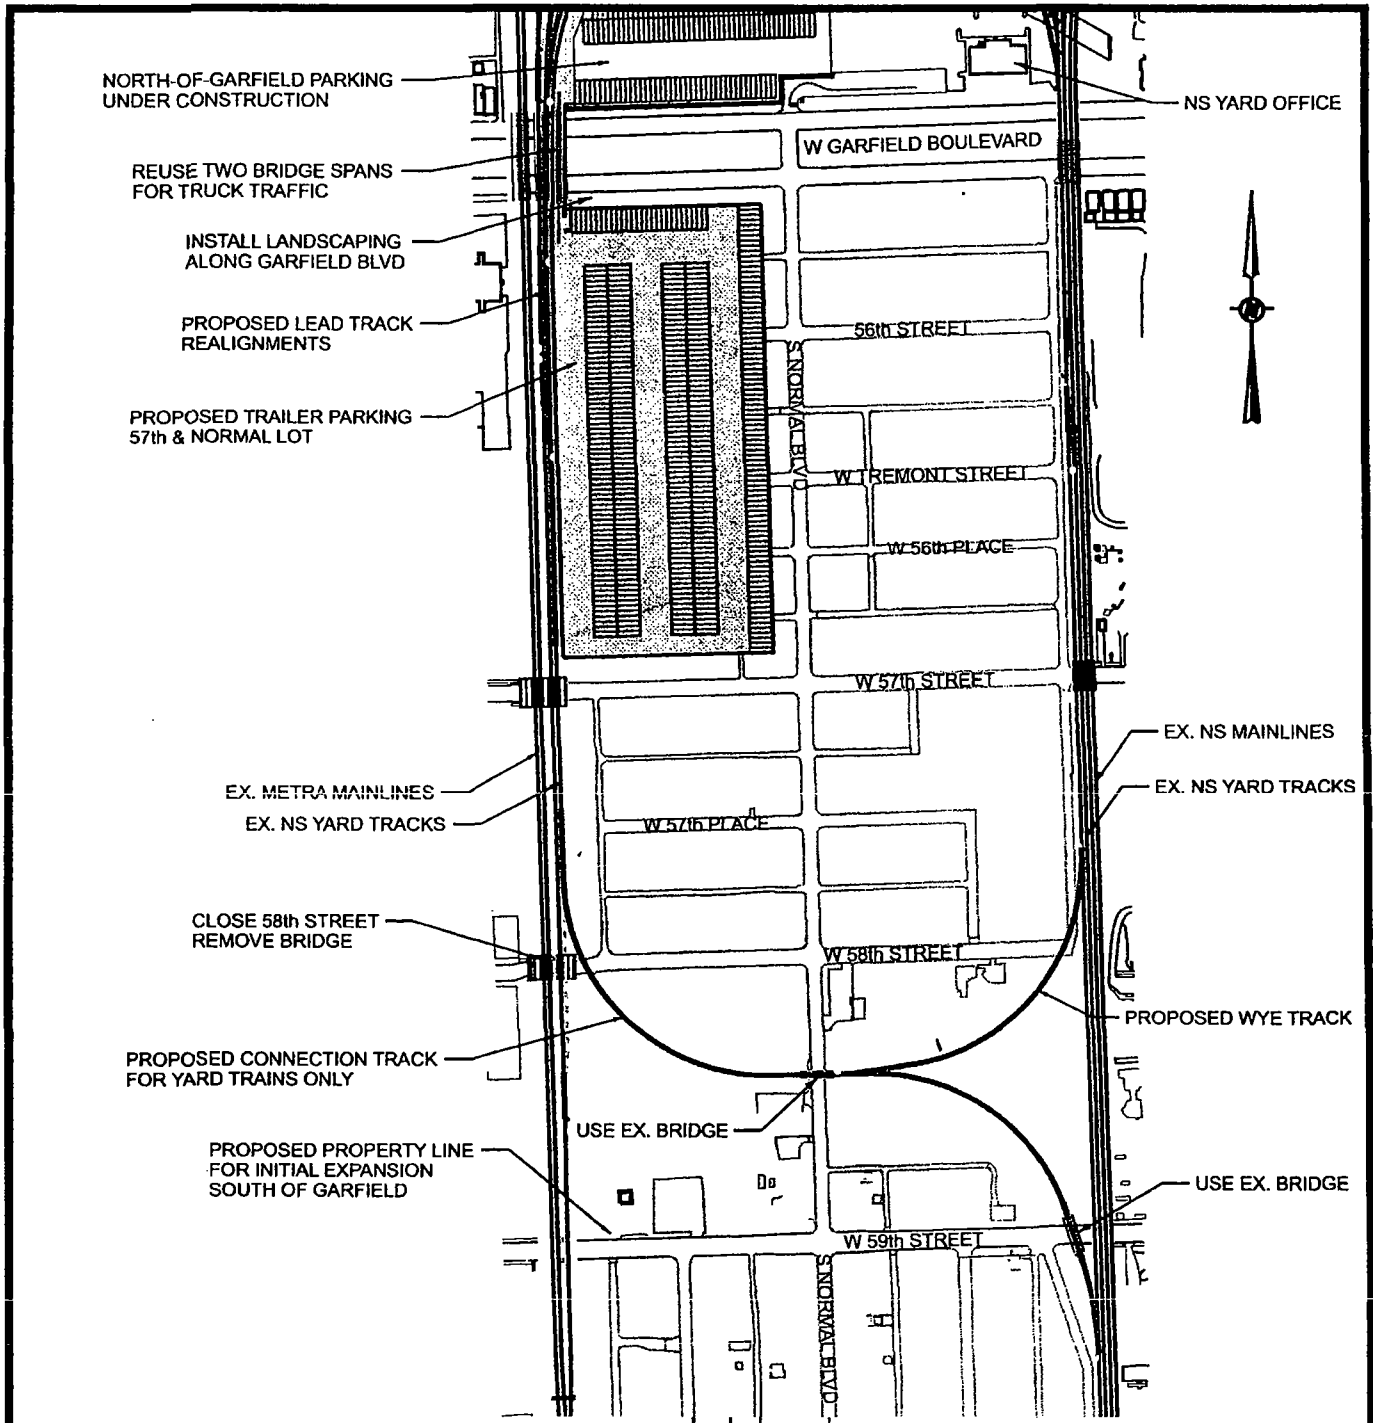 NORTH-OF-GARFIELD PARKING
UNDER CONSTRUCTION
NS YARD OFFICE
W GARFIELD BOULEVARD
REUSE TWO BRIDGE SPANS
FOR TRUCK TRAFFIC
INSTALL LANDSCAPING
ALONG GARFIELD BLVD
PROPOSED LEAD TRACK
REALIGNMENTS
56th STREET
S NORMAL BLVD
PROPOSED TRAILER PARKING
57th & NORMAL LOT
W TREMONT STREET
W 56th PLACE
W 57th STREET
EX. NS MAINLINES
EX. METRA MAINLINES
EX. NS YARD TRACKS
EX. NS YARD TRACKS
W 57th PLACE
CLOSE 58th STREET
REMOVE BRIDGE
W 58th STREET
PROPOSED WYE TRACK
PROPOSED CONNECTION TRACK
FOR YARD TRAINS ONLY
USE EX. BRIDGE
PROPOSED PROPERTY LINE
FOR INITIAL EXPANSION
SOUTH OF GARFIELD
USE EX. BRIDGE
W 59th STREET
S NORMAL BLVD